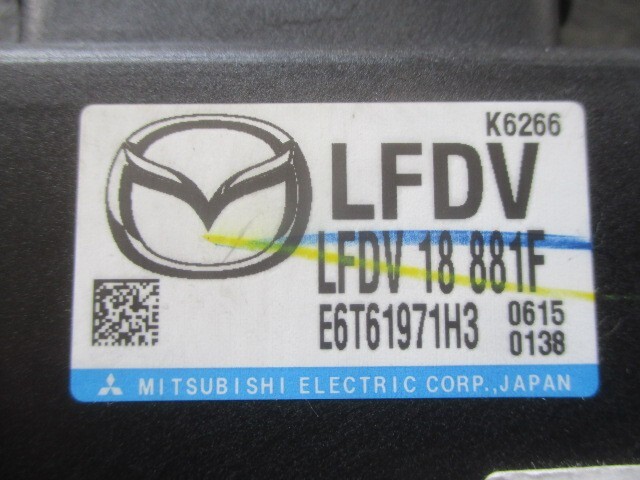 K6266
LFDV
LFDV 18 881F
E6T61971H3 0615
0138
MITSUBISHI ELECTRIC CORP.,JAPAN